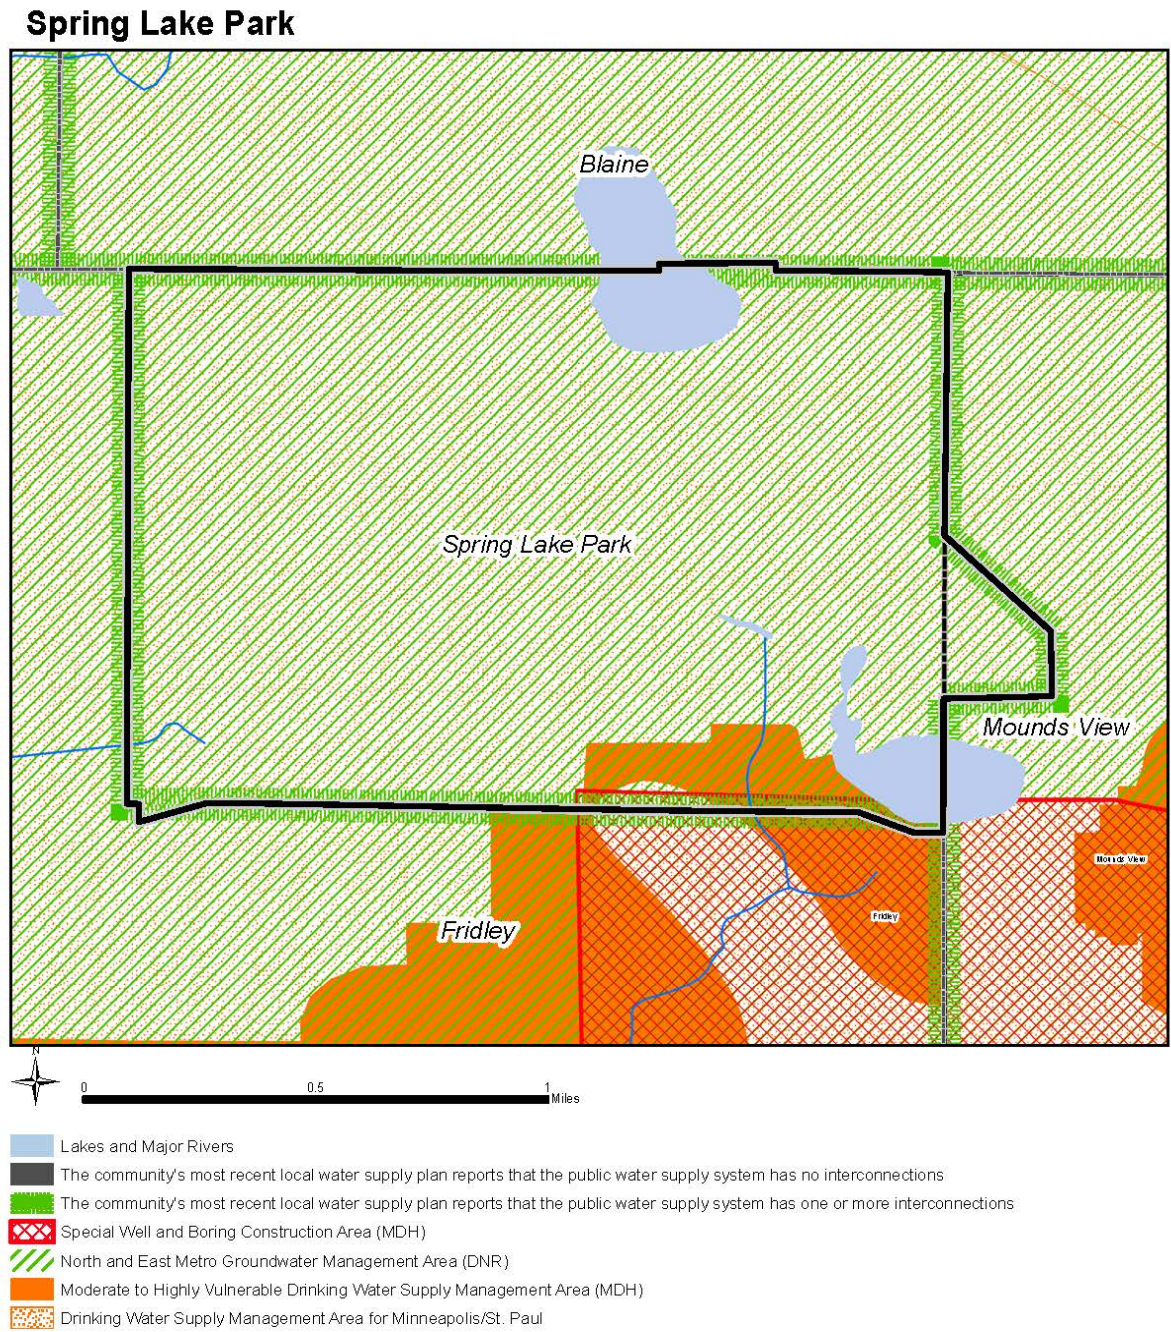 Spring Lake Park
Blaine
Spring Lake Park
Mounds View
Mounds View
Fridley
Fridley
N
0 0.5 1
Miles
Lakes and Major Rivers
The community's most recent local water supply plan reports that the public water supply system has no interconnections
The community's most recent local water supply plan reports that the public water supply system has one or more interconnections
Special Well and Boring Construction Area (MDH)
North and East Metro Groundwater Management Area (DNR)
Moderate to Highly Vulnerable Drinking Water Supply Management Area (MDH)
Drinking Water Supply Management Area for Minneapolis/St. Paul